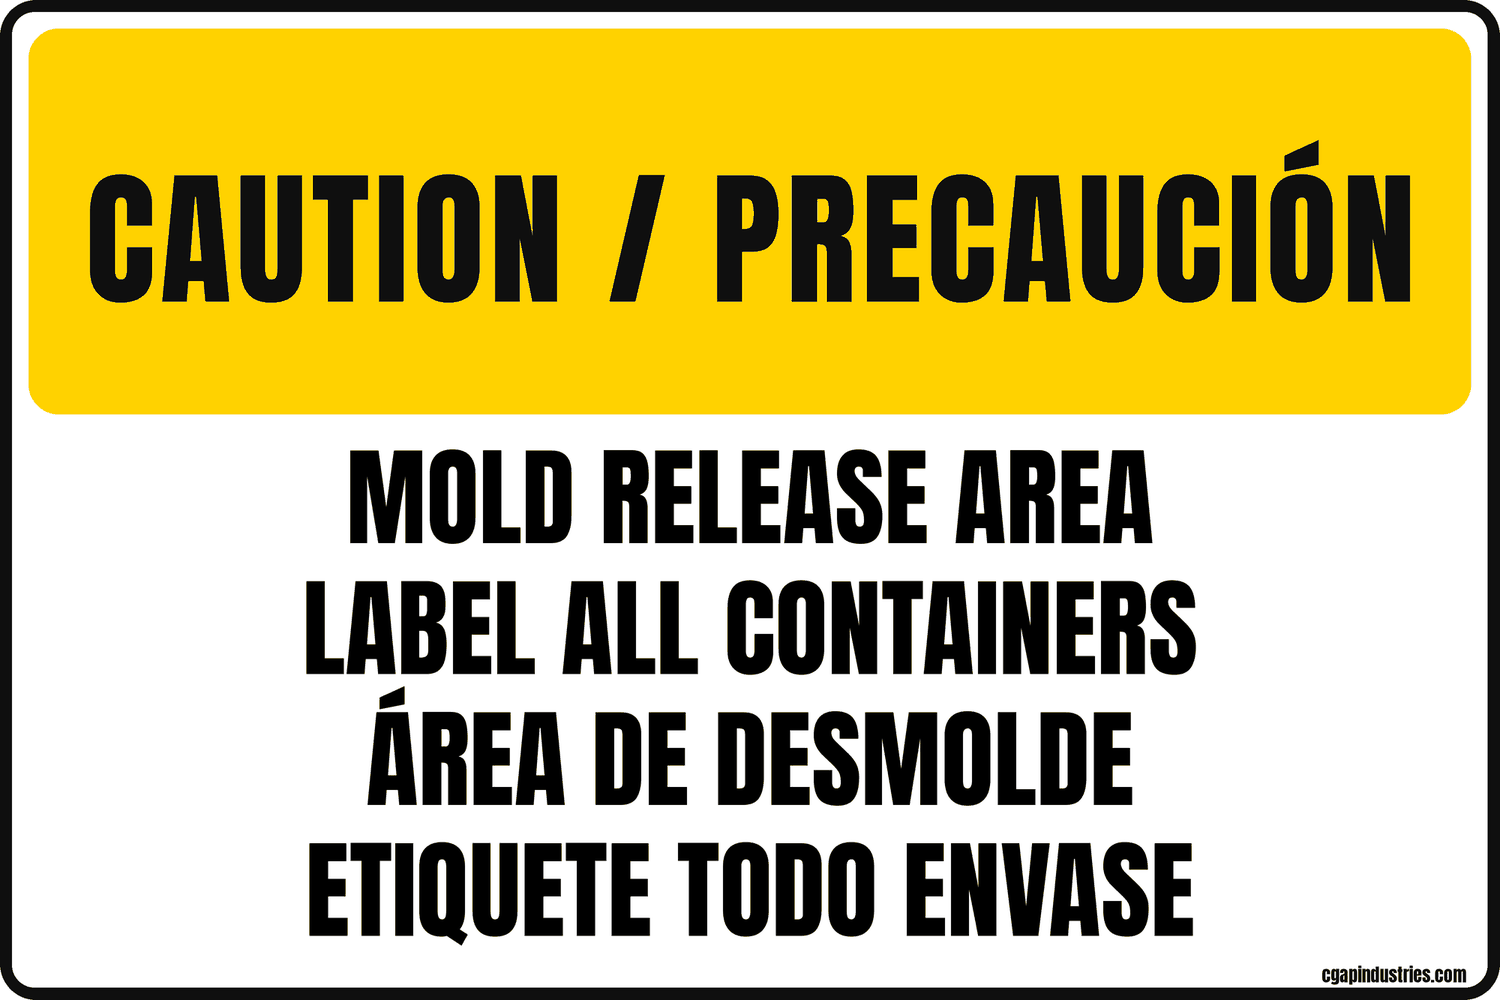 CAUTION / PRECAUCIÓN
MOLD RELEASE AREA
LABEL ALL CONTAINERS
ÁREA DE DESMOLDE
ETIQUETE TODO ENVASE
cgapindustries.com